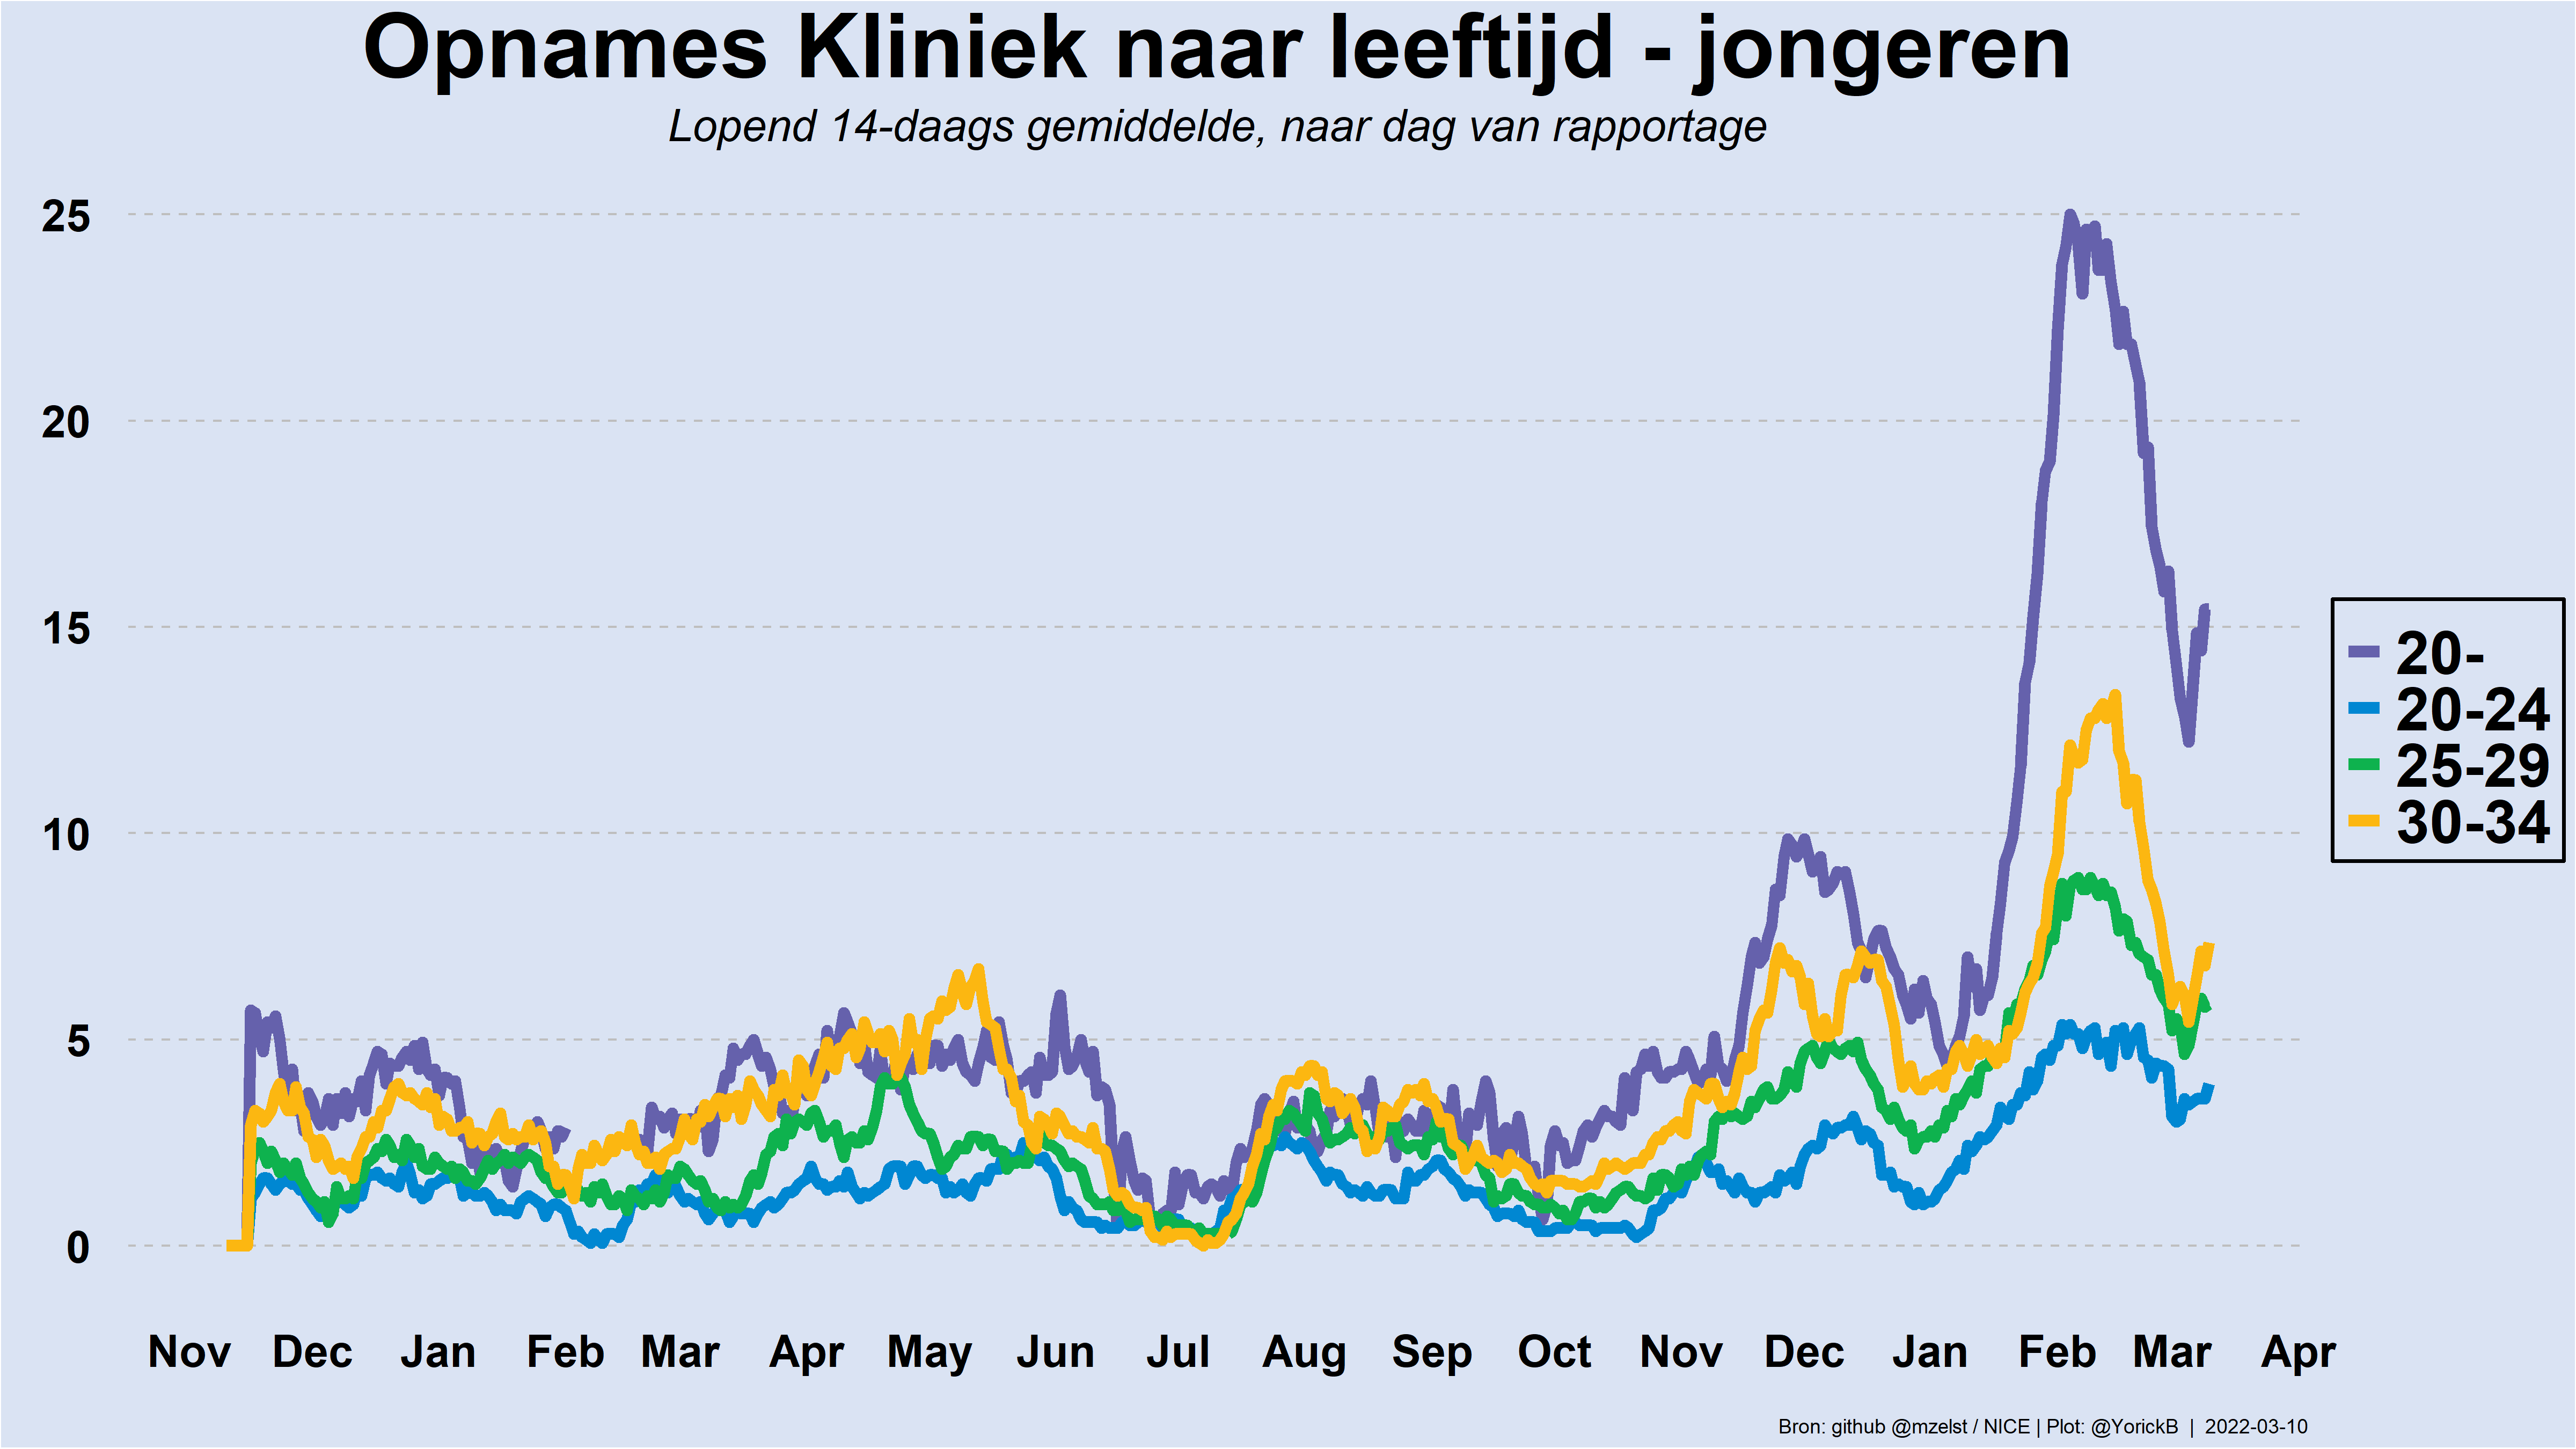 Opnames Kliniek naar leeftijd - jongeren
Lopend 14-daags gemiddelde, naar dag van rapportage
25
20
15
10
5
0
Nov Dec Jan Feb Mar Apr May Jun Jul Aug Sep Oct Nov Dec Jan Feb Mar Apr
20-
20-24
25-29
30-34
Bron: github @mzelst / NICE | Plot: @YorickB | 2022-03-10